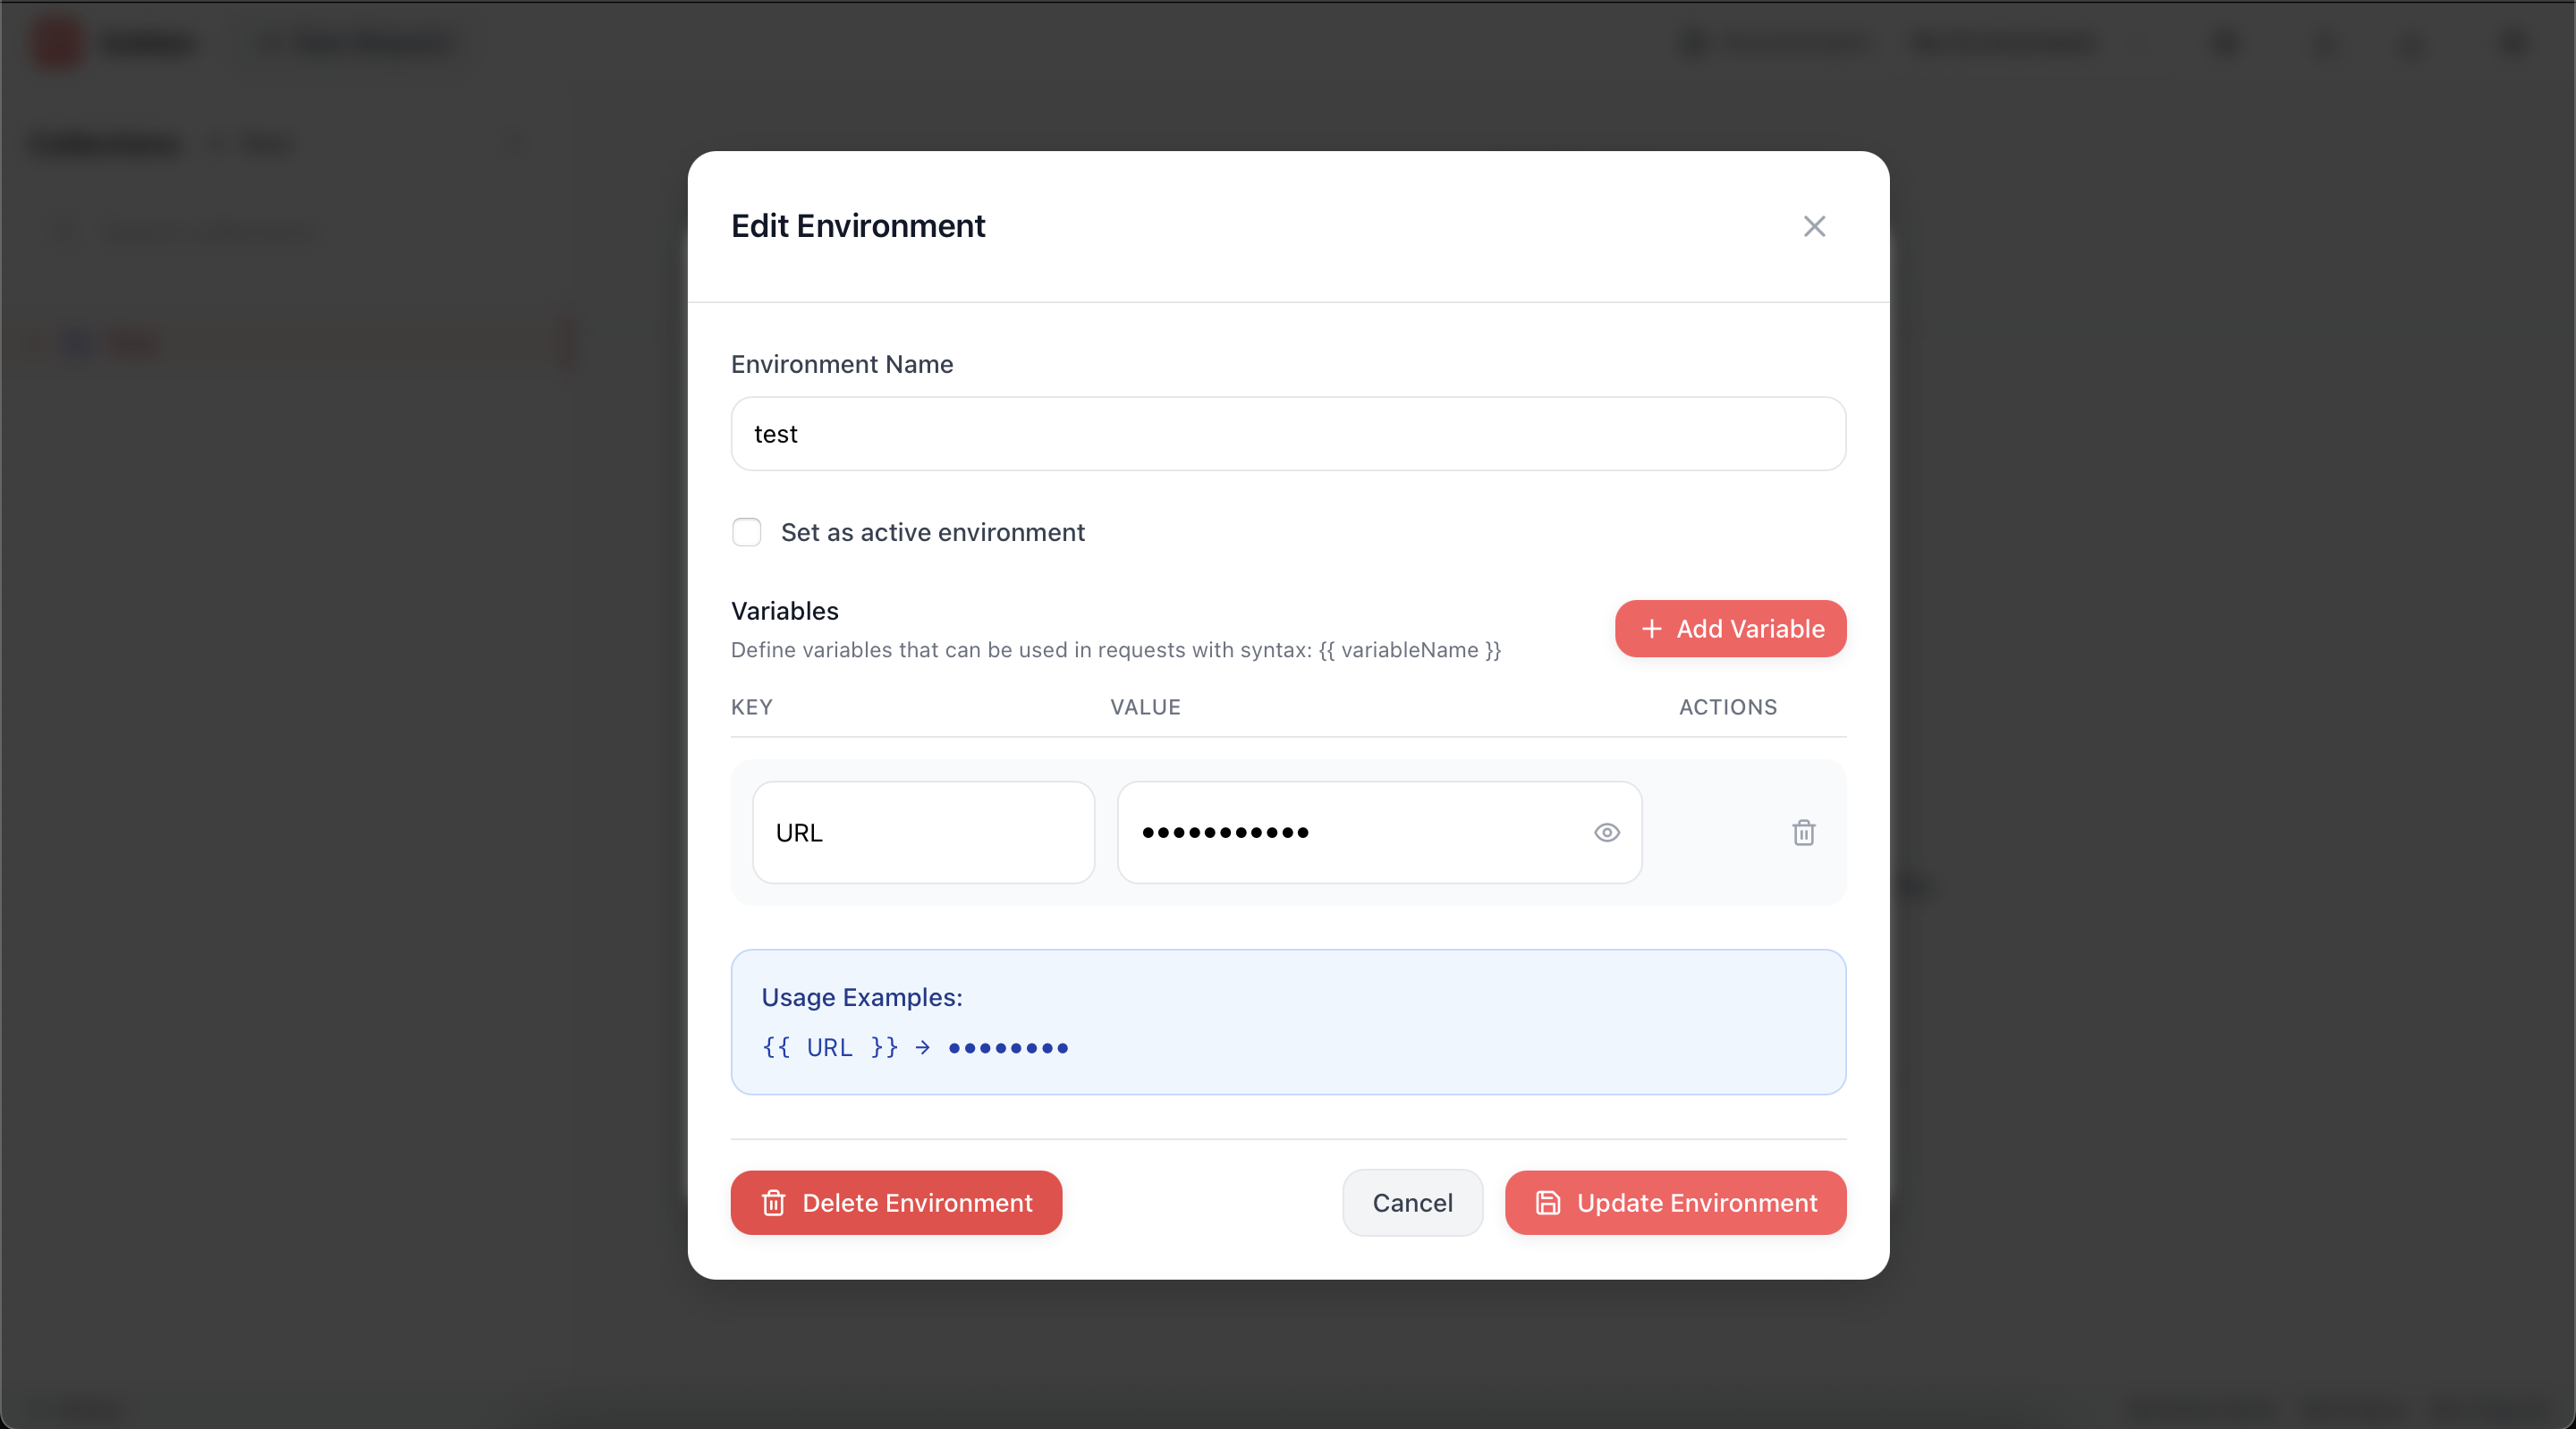 Edit Environment
Environment Name
test
Set as active environment
Variables
Define variables that can be used in requests with syntax: {{ variableName }}
+ Add Variable
KEY VALUE ACTIONS
URL •••••••••••
Usage Examples:
{{ URL }} → ••••••••
Delete Environment Cancel Update Environment